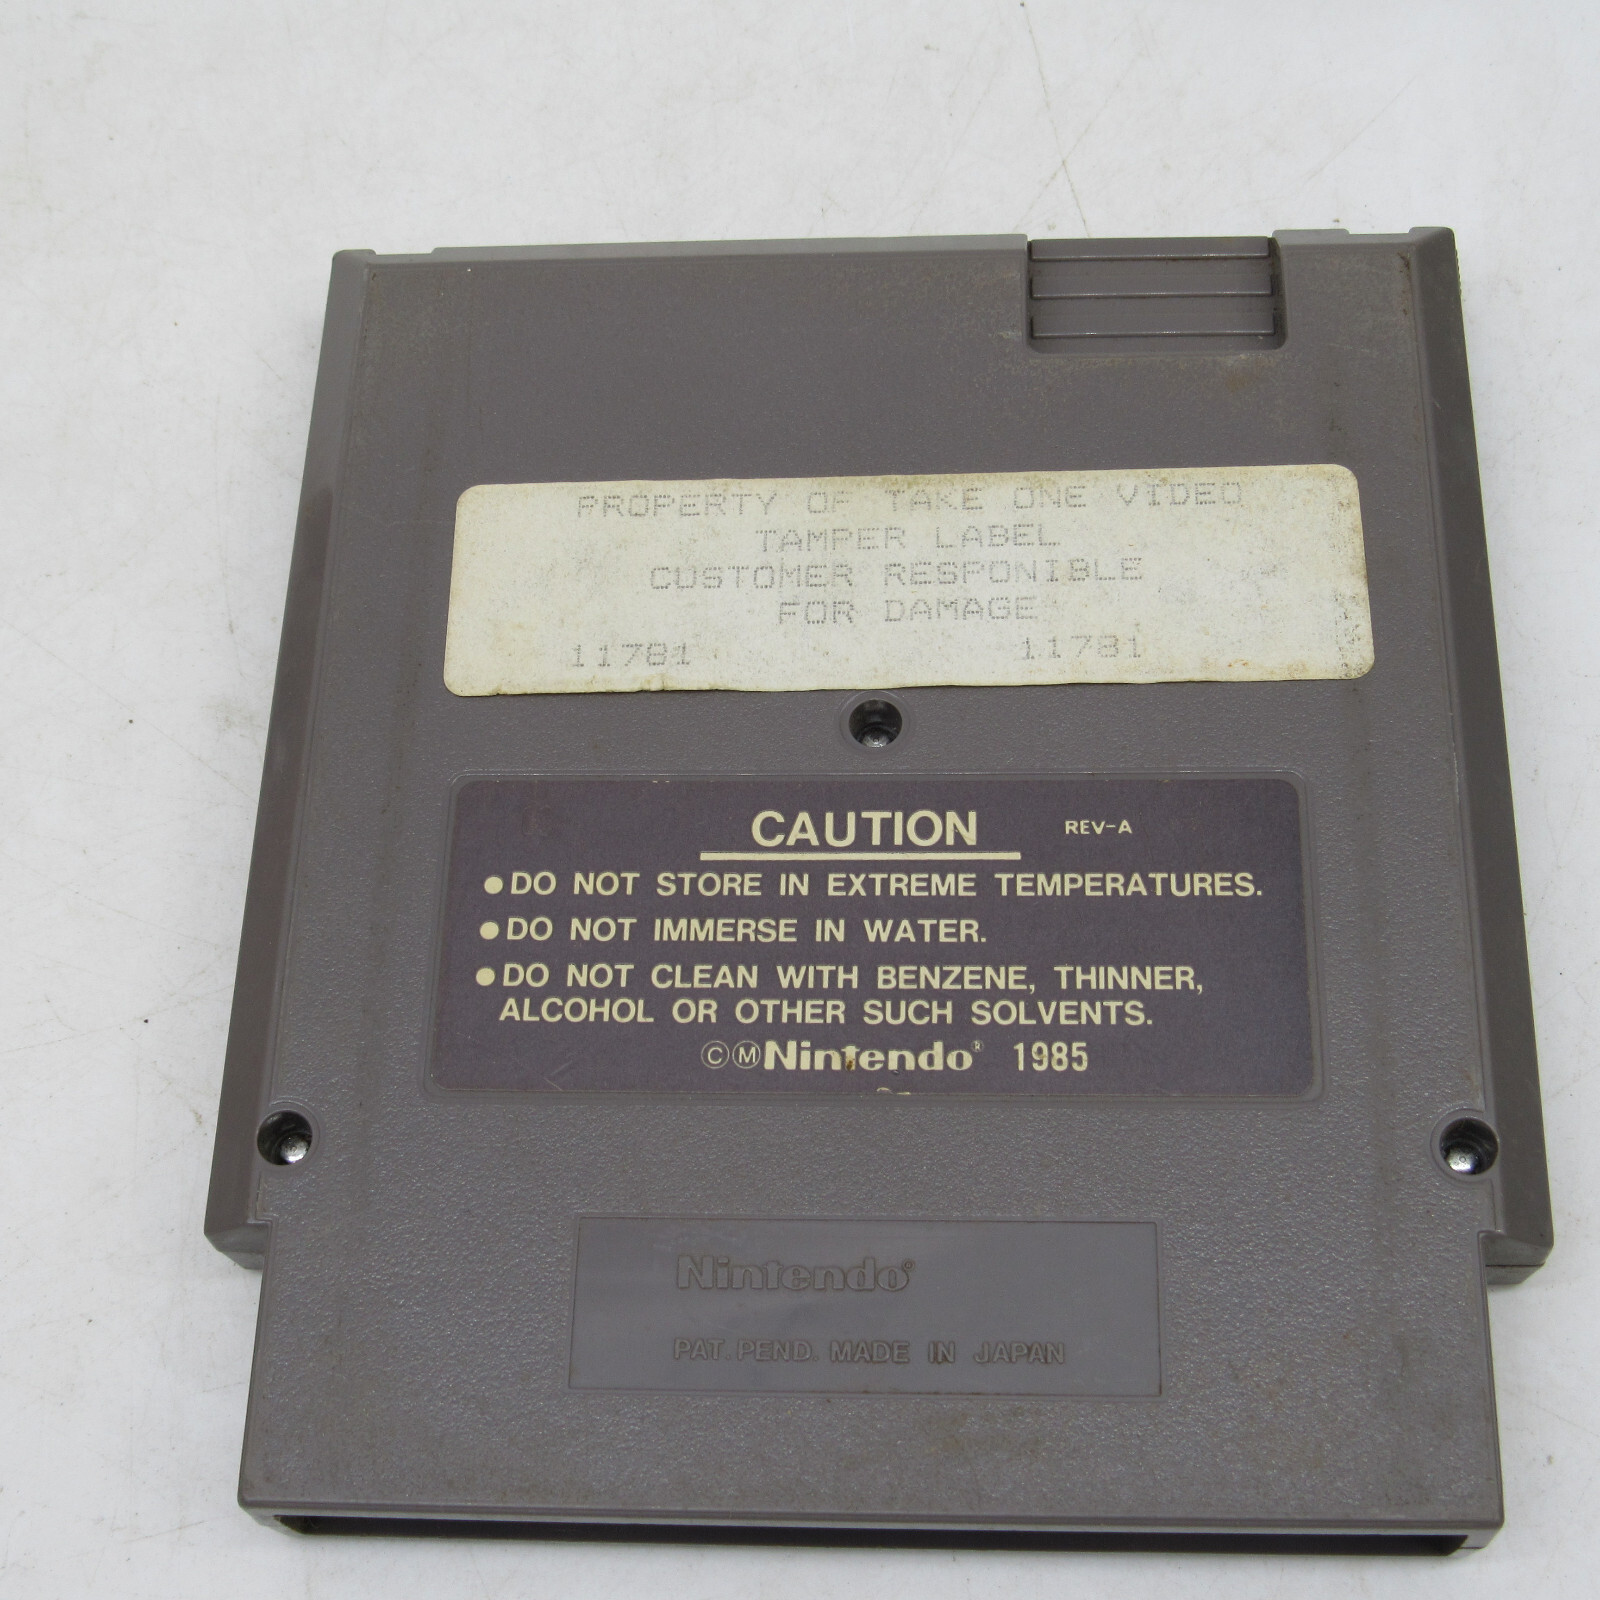 PROPERTY OF TAKE ONE VIDEO
TAMPER LABEL
CUSTOMER RESPONIBLE
FOR DAMAGE
11781 11781
CAUTION REV-A
●DO NOT STORE IN EXTREME TEMPERATURES.
●DO NOT IMMERSE IN WATER.
●DO NOT CLEAN WITH BENZENE, THINNER,
ALCOHOL OR OTHER SUCH SOLVENTS.
©ⓂNintendo® 1985
Nintendo®
PAT. PEND. MADE IN JAPAN